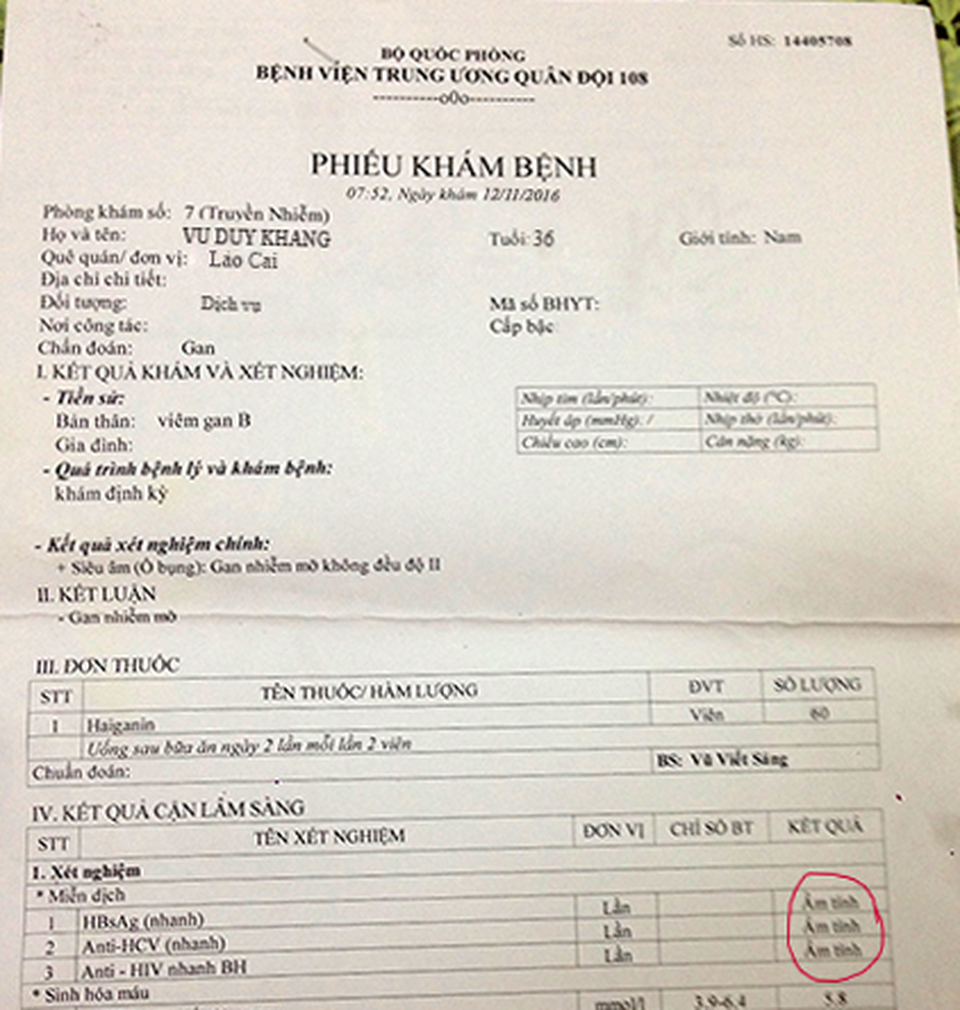 Số HS: 14405708
BỘ QUỐC PHÒNG
BỆNH VIỆN TRUNG ƯƠNG QUÂN ĐỘI 108
----------o0o----------
PHIẾU KHÁM BỆNH
07:52, Ngày khám 12/11/2016
Phòng khám số: 7 (Truyền Nhiễm)
Họ và tên: VU DUY KHANG Tuổi: 36 Giới tính: Nam
Quê quán/ đơn vị: Lào Cai
Địa chỉ chi tiết:
Đối tượng: Dịch vụ Mã số BHYT:
Nơi công tác: Cấp bậc
Chẩn đoán: Gan
I. KẾT QUẢ KHÁM VÀ XÉT NGHIỆM:
- Tiền sử:
Nhịp tim (lần/phút): Nhiệt độ (°C):
Bản thân: viêm gan B
Huyết áp (mmHg): / Nhịp thở (lần/phút):
Gia đình:
Chiều cao (cm): Cân nặng (kg):
- Quá trình bệnh lý và khám bệnh:
khám định kỳ
- Kết quả xét nghiệm chính:
+ Siêu âm (Ổ bụng): Gan nhiễm mỡ không đều độ II
II. KẾT LUẬN
- Gan nhiễm mỡ
III. ĐƠN THUỐC
STT TÊN THUỐC/ HÀM LƯỢNG ĐVT SỐ LƯỢNG
1 Haiganin Viên 60
Uống sau bữa ăn ngày 2 lần mỗi lần 2 viên
Chuẩn đoán: BS: Vũ Viết Sáng
IV. KẾT QUẢ CẬN LÂM SÀNG
STT TÊN XÉT NGHIỆM ĐƠN VỊ CHỈ SỐ BT KẾT QUẢ
1. Xét nghiệm
* Miễn dịch
1 HBsAg (nhanh) Lần Âm tính
2 Anti-HCV (nhanh) Lần Âm tính
3 Anti - HIV nhanh BH Lần Âm tính
* Sinh hóa máu
mmol/l 3.9-6.4 5.8